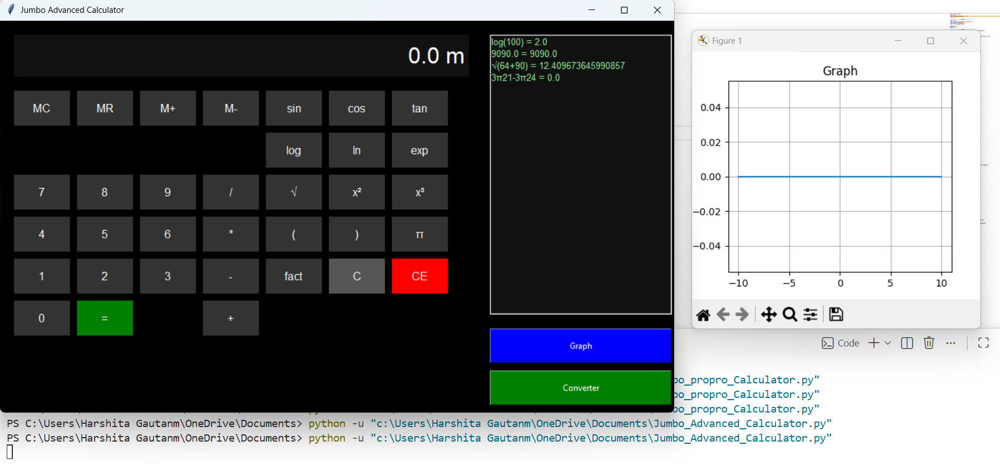 Jumbo Advanced Calculator
0.0 m
MC MR M+ M- sin cos tan
log ln exp
7 8 9 / √ x² x³
4 5 6 * ( ) π
1 2 3 - fact C CE
0 = +
log(100) = 2.0
9090.0 = 9090.0
√(64+90) = 12.409673645990857
3π21-3π24 = 0.0
Graph
Converter
Figure 1
Graph
0.04
0.02
0.00
−0.02
−0.04
−10 −5 0 5 10
Code
bo_propro_Calculator.py"
bo_propro_Calculator.py"
bo_propro_Calculator.py"
PS C:\Users\Harshita Gautanm\OneDrive\Documents> python -u "c:\Users\Harshita Gautanm\OneDrive\Documents\Jumbo_Advanced_Calculator.py"
PS C:\Users\Harshita Gautanm\OneDrive\Documents> python -u "c:\Users\Harshita Gautanm\OneDrive\Documents\Jumbo_Advanced_Calculator.py"